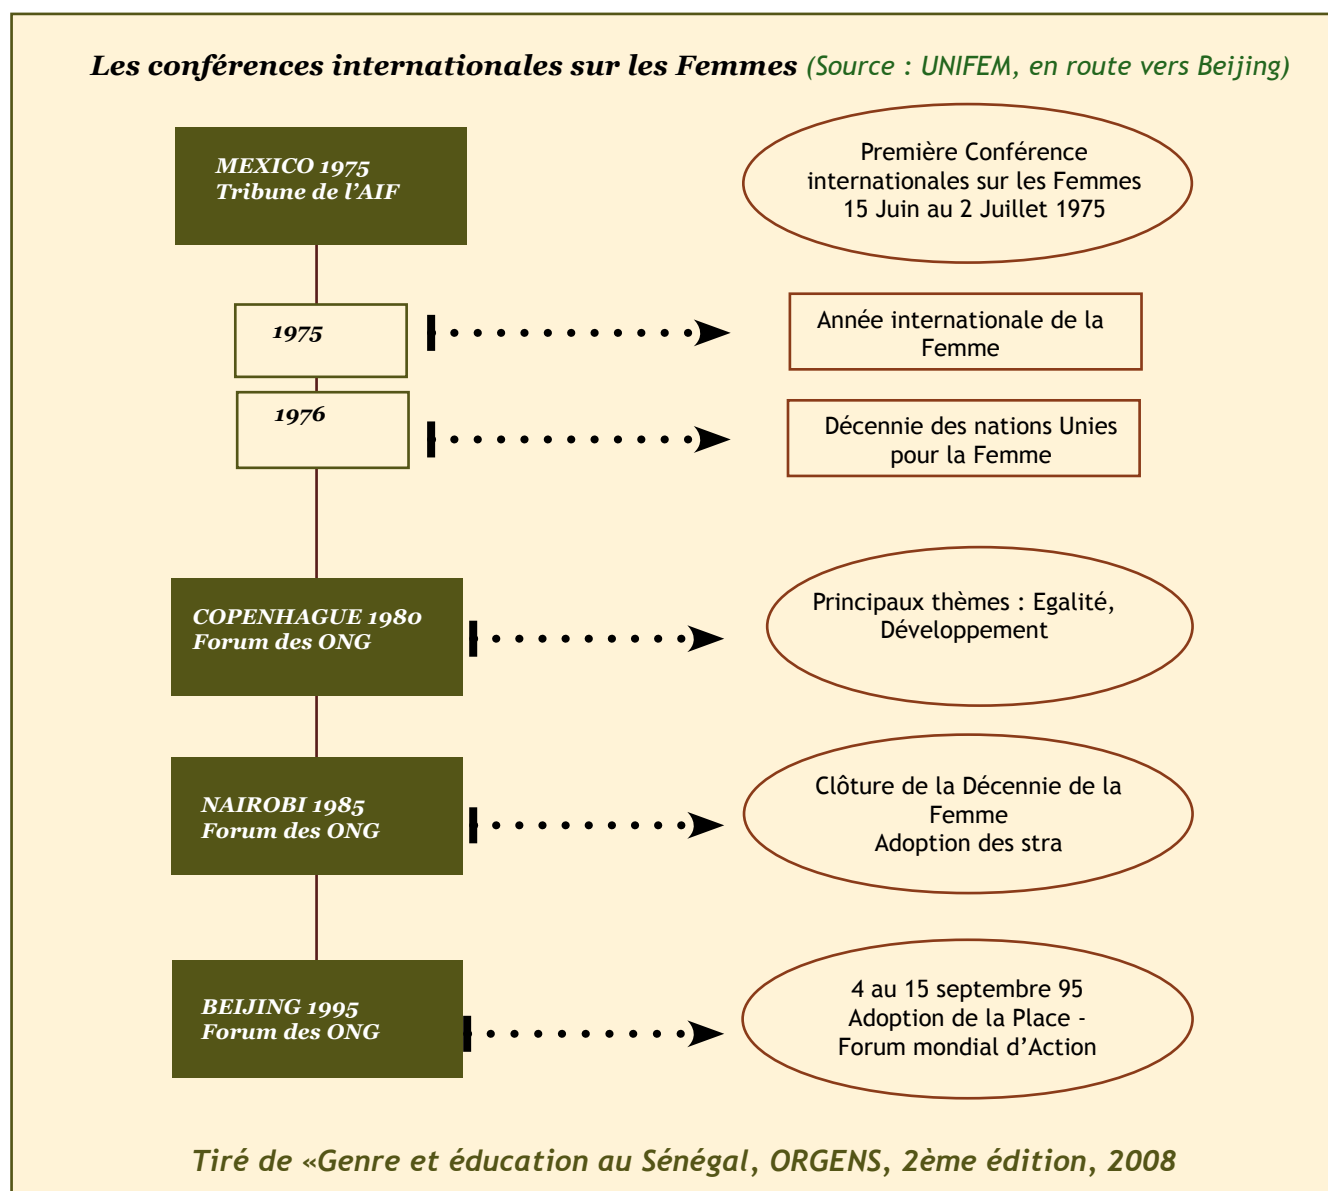 Les conférences internationales sur les Femmes (Source : UNIFEM, en route vers Beijing)
MEXICO 1975
Tribune de l’AIF
Première Conférence
internationales sur les Femmes
15 Juin au 2 Juillet 1975
1975
Année internationale de la
Femme
1976
Décennie des nations Unies
pour la Femme
COPENHAGUE 1980
Forum des ONG
Principaux thèmes : Egalité,
Développement
NAIROBI 1985
Forum des ONG
Clôture de la Décennie de la
Femme
Adoption des stra
BEIJING 1995
Forum des ONG
4 au 15 septembre 95
Adoption de la Place -
Forum mondial d’Action
Tiré de «Genre et éducation au Sénégal, ORGENS, 2ème édition, 2008